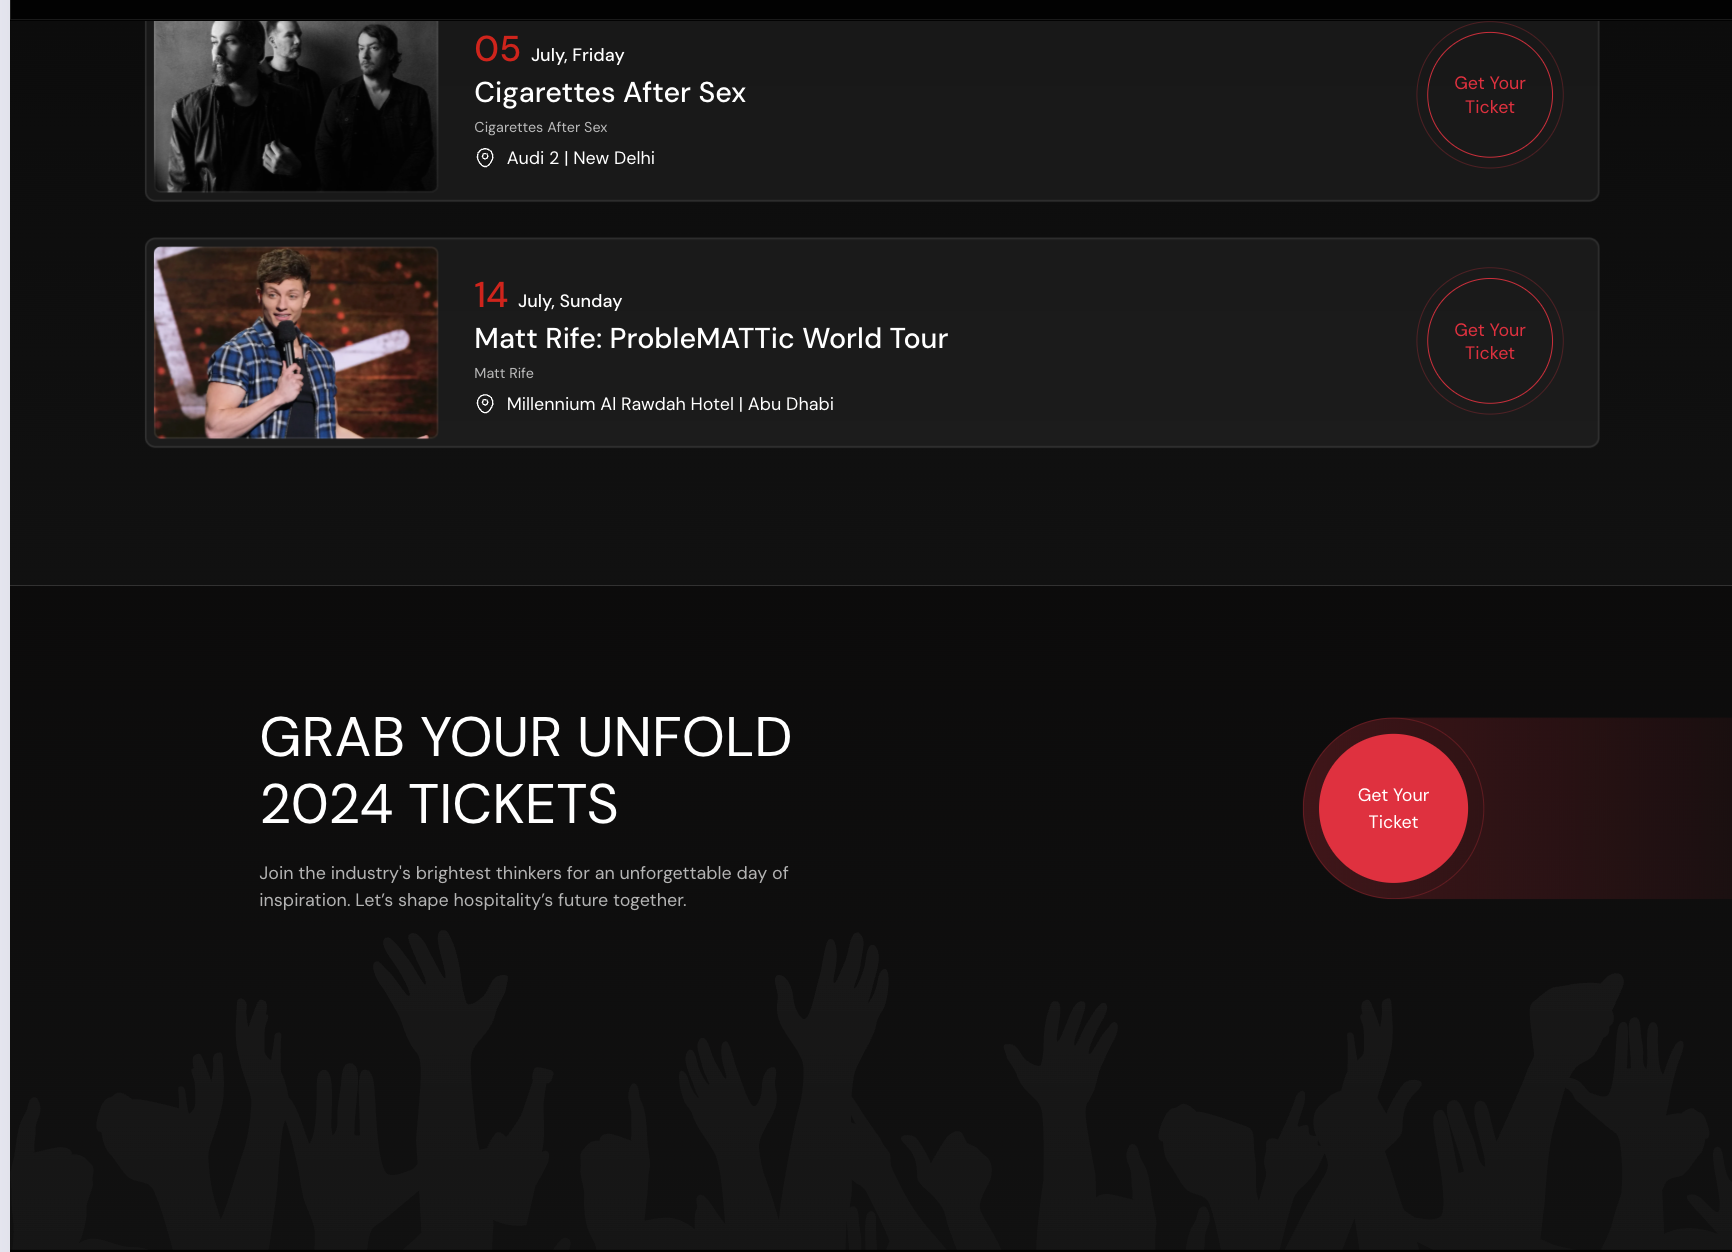 05 July, Friday
Cigarettes After Sex
Cigarettes After Sex
Audi 2 | New Delhi
Get Your
Ticket
14 July, Sunday
Matt Rife: ProbleMATTic World Tour
Matt Rife
Millennium Al Rawdah Hotel | Abu Dhabi
Get Your
Ticket
GRAB YOUR UNFOLD
2024 TICKETS
Join the industry's brightest thinkers for an unforgettable day of
inspiration. Let’s shape hospitality’s future together.
Get Your
Ticket